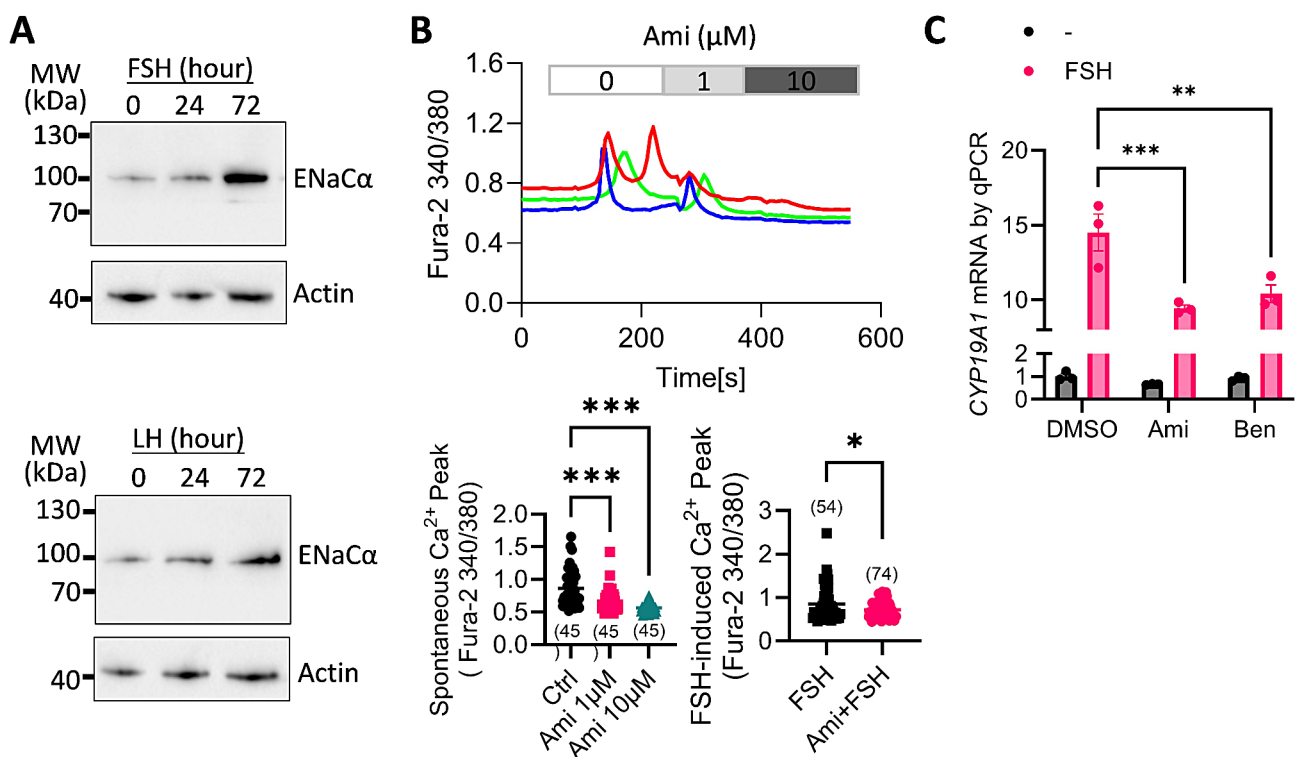 A
MW
(kDa)
FSH (hour)
0 24 72
130
100
70
ENaCα
40
Actin
MW
(kDa)
LH (hour)
0 24 72
130
100
70
ENaCα
40
Actin
B
Ami (μM)
0 1 10
Fura-2 340/380
1.6
1.2
0.8
0.4
0.0
0 200 400 600
Time[s]
Spontaneous Ca2+ Peak
( Fura-2 340/380)
2.0
1.5
1.0
0.5
0.0
***
***
(45
)
(45
)
(45)
Ctrl
Ami 1μM
Ami 10μM
FSH-induced Ca2+ Peak
(Fura-2 340/380)
3
2
1
0
*
(54)
(74)
FSH
Ami+FSH
C
-
FSH
**
***
CYP19A1 mRNA by qPCR
20
15
10
2
1
0
DMSO Ami Ben